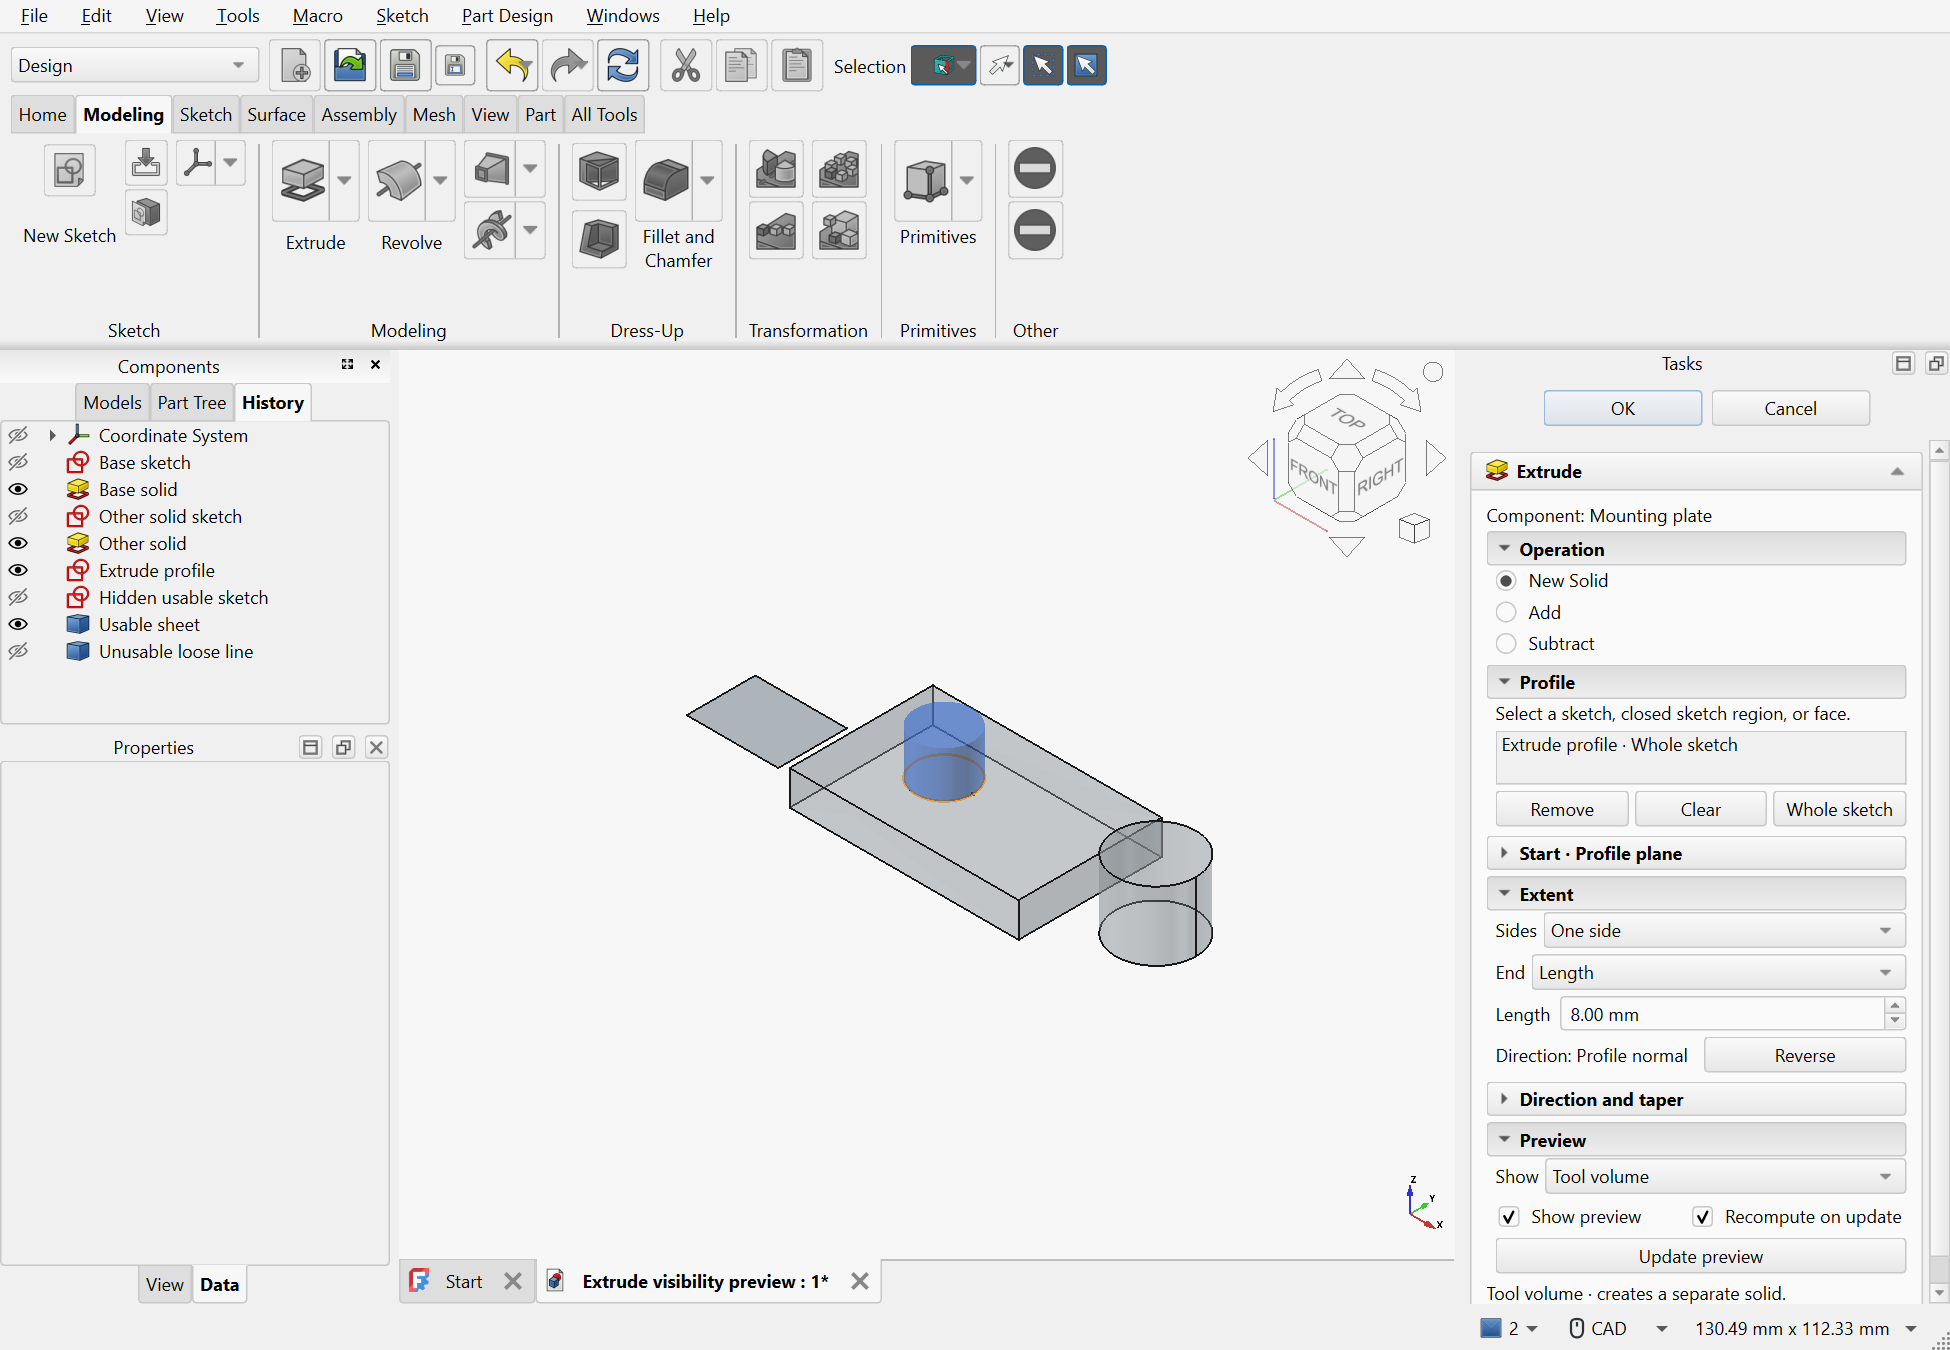 File Edit View Tools Macro Sketch Part Design Windows Help
Design
Selection
Home Modeling Sketch Surface Assembly Mesh View Part All Tools
New Sketch
Extrude
Revolve
Fillet and
Chamfer
Primitives
Sketch Modeling Dress-Up Transformation Primitives Other
Components
Models Part Tree History
Coordinate System
Base sketch
Base solid
Other solid sketch
Other solid
Extrude profile
Hidden usable sketch
Usable sheet
Unusable loose line
Properties
View Data
TOP
FRONT
RIGHT
Z
Y
X
Start
Extrude visibility preview : 1*
Tasks
OK Cancel
Extrude
Component: Mounting plate
Operation
New Solid
Add
Subtract
Profile
Select a sketch, closed sketch region, or face.
Extrude profile · Whole sketch
Remove Clear Whole sketch
Start · Profile plane
Extent
Sides One side
End Length
Length 8.00 mm
Direction: Profile normal Reverse
Direction and taper
Preview
Show Tool volume
Show preview Recompute on update
Update preview
Tool volume · creates a separate solid.
2 CAD 130.49 mm x 112.33 mm